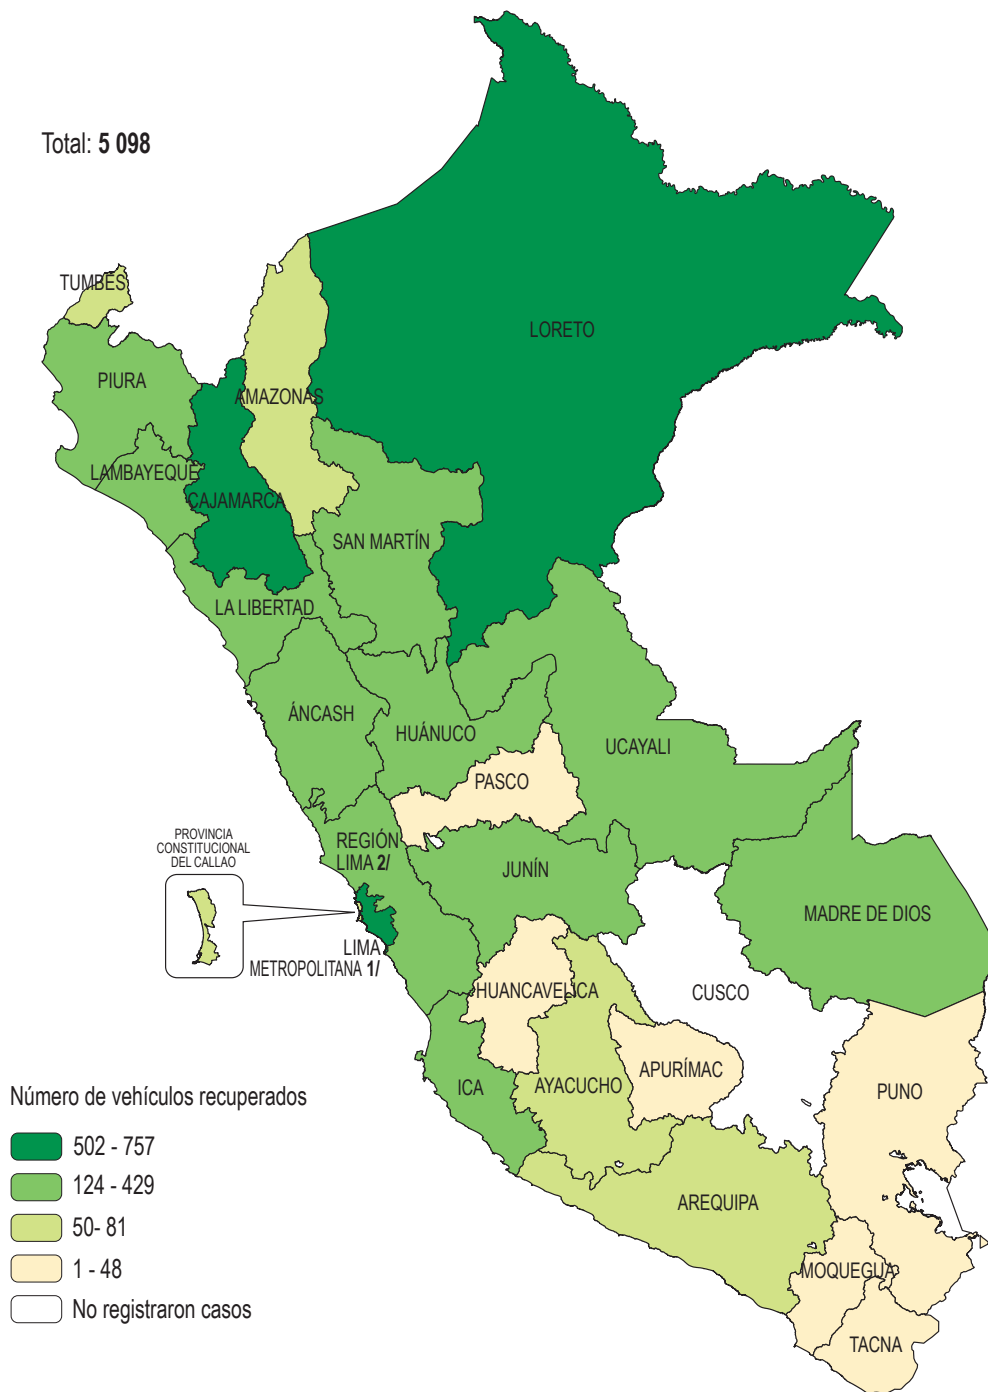 Total: 5 098
TUMBES
LORETO
PIURA
AMAZONAS
LAMBAYEQUE
CAJAMARCA
SAN MARTÍN
LA LIBERTAD
ÁNCASH
HUÁNUCO
UCAYALI
PASCO
PROVINCIA
CONSTITUCIONAL
DEL CALLAO
REGIÓN
LIMA 2/
JUNÍN
MADRE DE DIOS
LIMA
METROPOLITANA 1/
HUANCAVELICA
CUSCO
ICA
AYACUCHO
APURÍMAC
PUNO
AREQUIPA
MOQUEGUA
TACNA
Número de vehículos recuperados
502 - 757
124 - 429
50- 81
1 - 48
No registraron casos